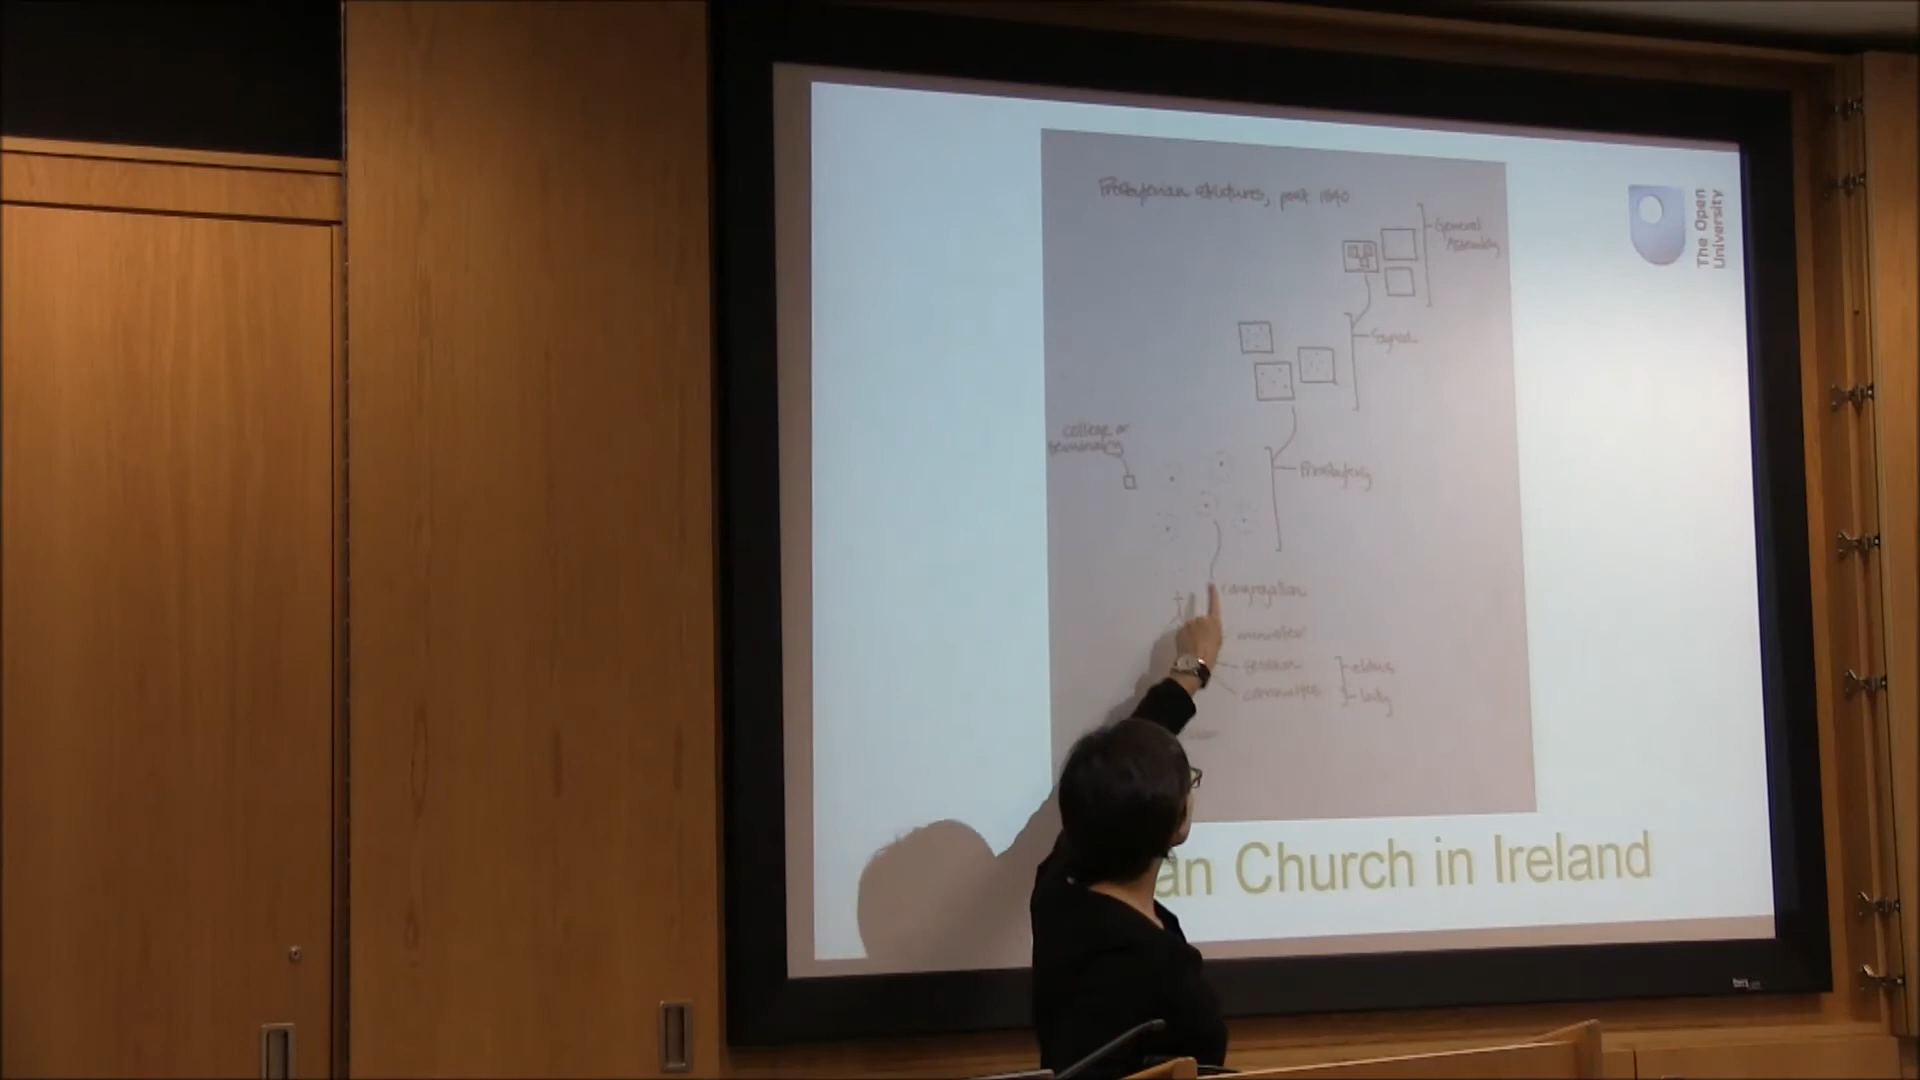 Presbyterian structures, post 1840
General
Assembly
Synod
college or
seminary
Presbytery
congregation
minister
session
elders
committee
laity
an Church in Ireland
The Open
University